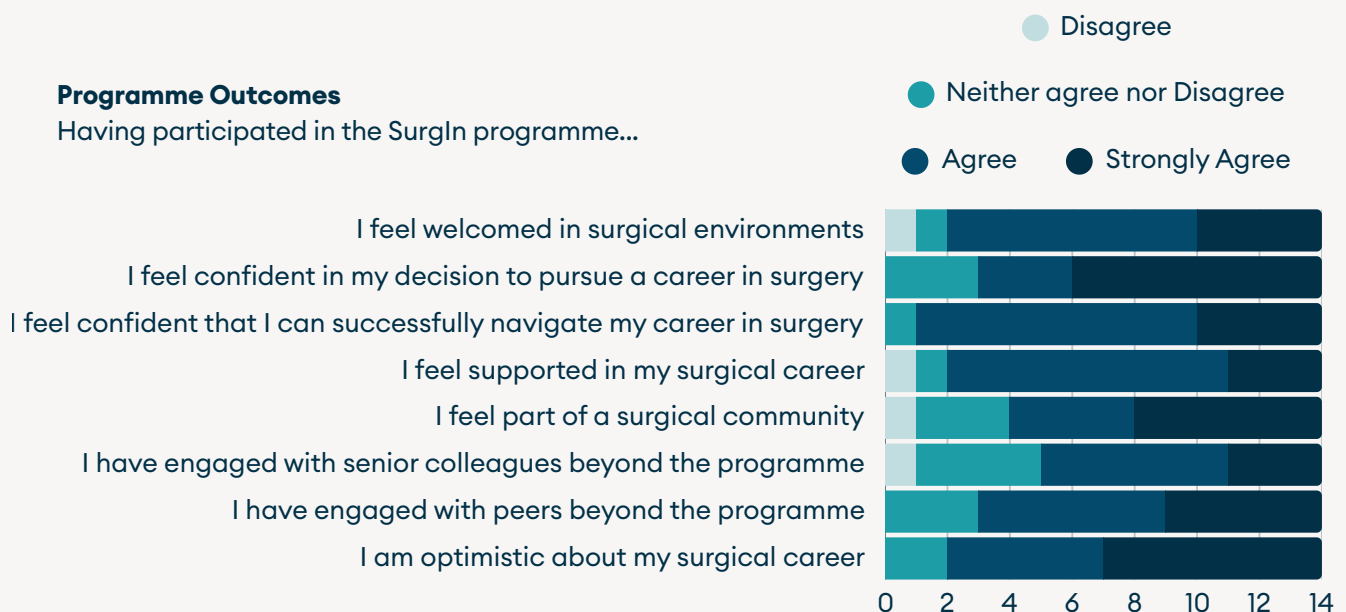 Disagree
Programme Outcomes
Having participated in the SurgIn programme...
Neither agree nor Disagree
Agree
Strongly Agree
I feel welcomed in surgical environments
I feel confident in my decision to pursue a career in surgery
I feel confident that I can successfully navigate my career in surgery
I feel supported in my surgical career
I feel part of a surgical community
I have engaged with senior colleagues beyond the programme
I have engaged with peers beyond the programme
I am optimistic about my surgical career
0 2 4 6 8 10 12 14